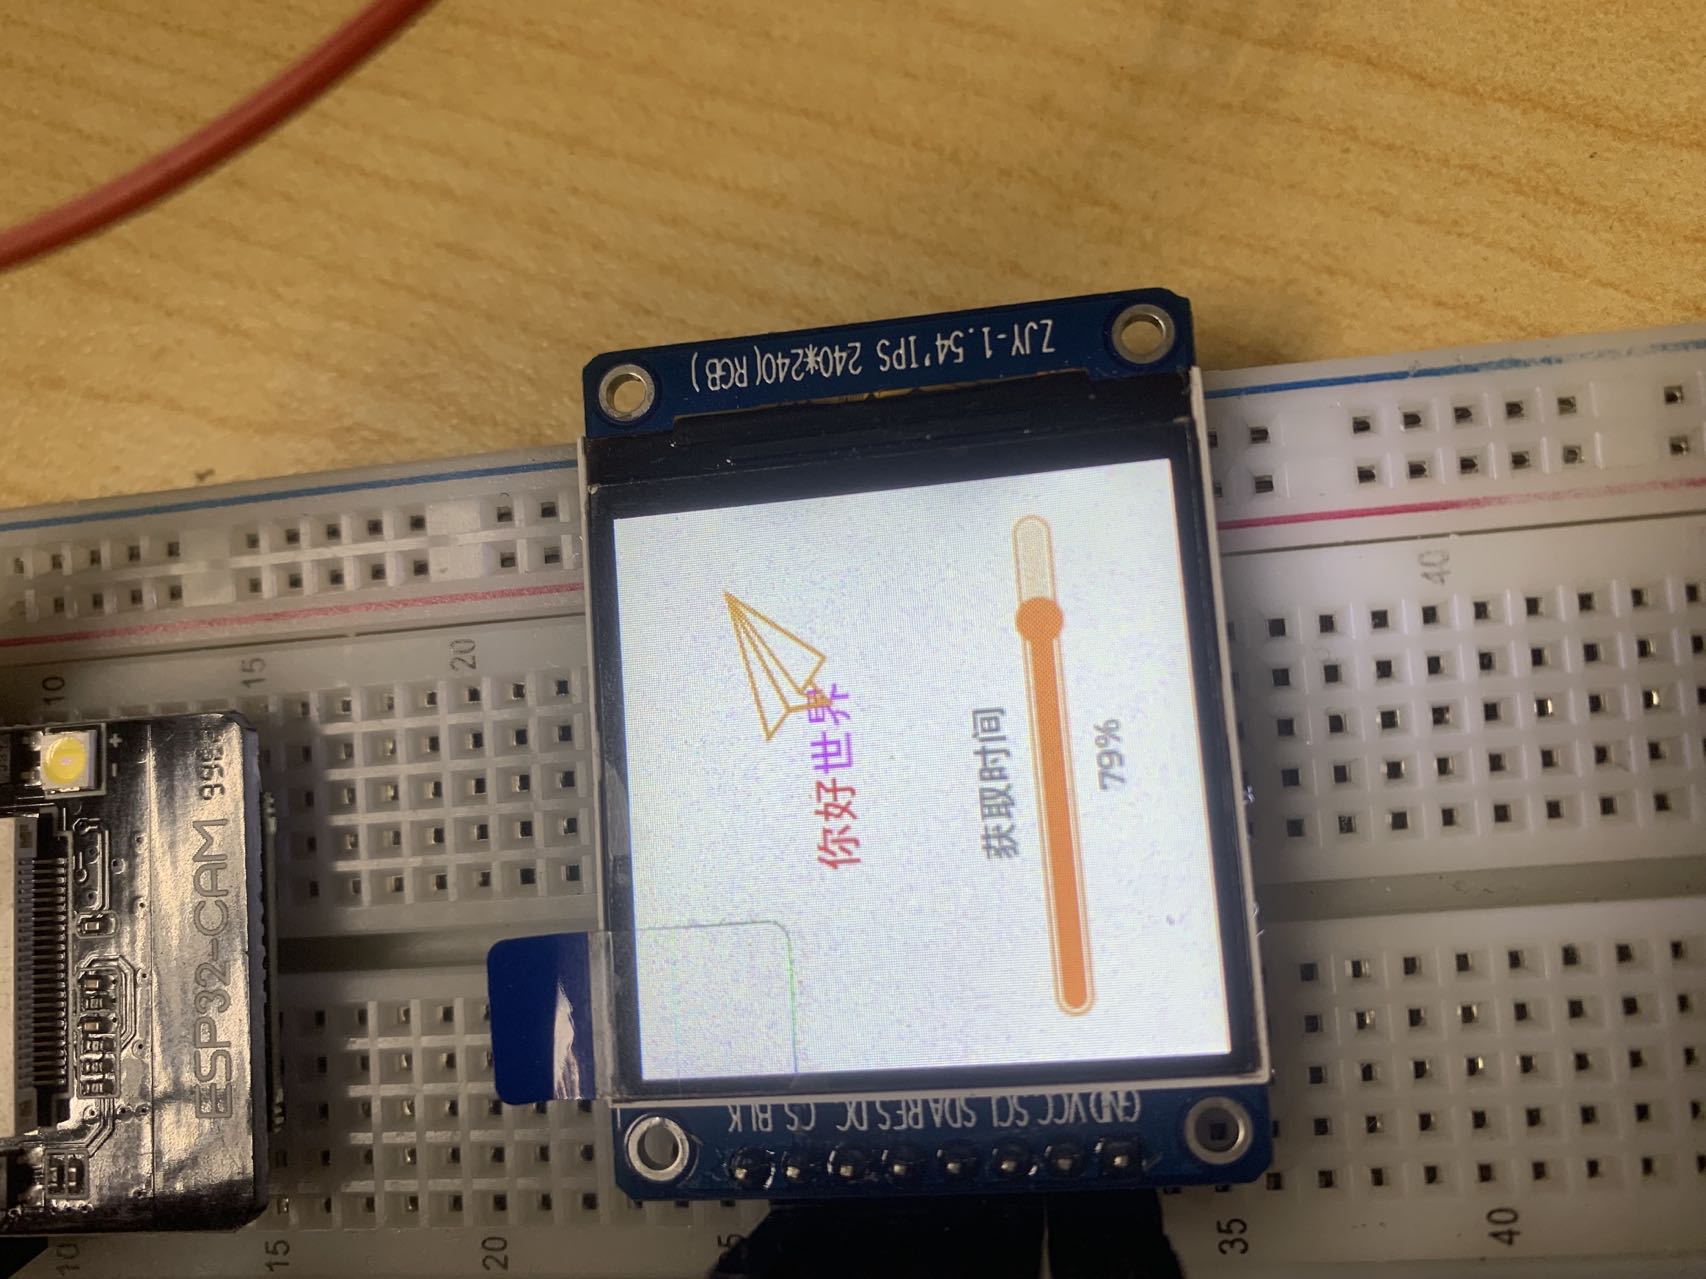 10
10
- +
ESP32-CAM
15
15
20
20
你好世界
获取时间
79%
GND VCC SCL SDA RES DC CS BLK
ZJY-1.54'IPS 240*240(RGB)
35
40
40